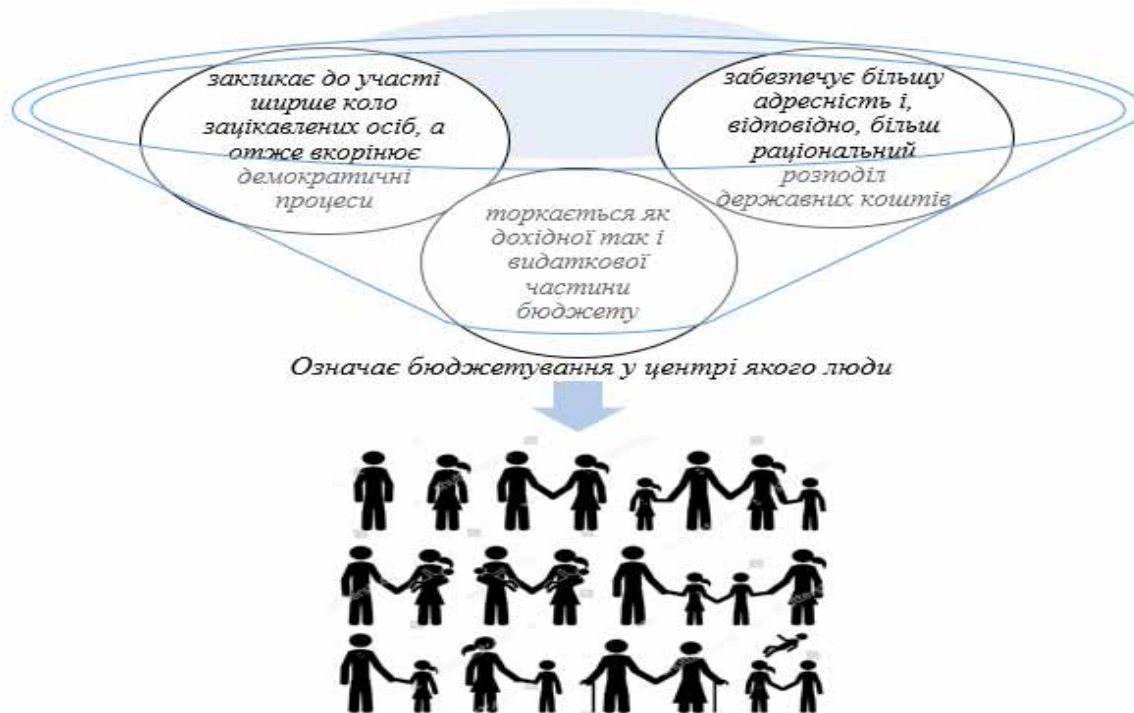 закликає до участі
ширше коло
зацікавлених осіб, а
отже вкорінює
демократичні
процеси
забезпечує більшу
адресність і,
відповідно, більш
раціональний
розподіл
державних коштів
торкається як
дохідної так і
видаткової
частини
бюджету
Означає бюджетування у центрі якого люди